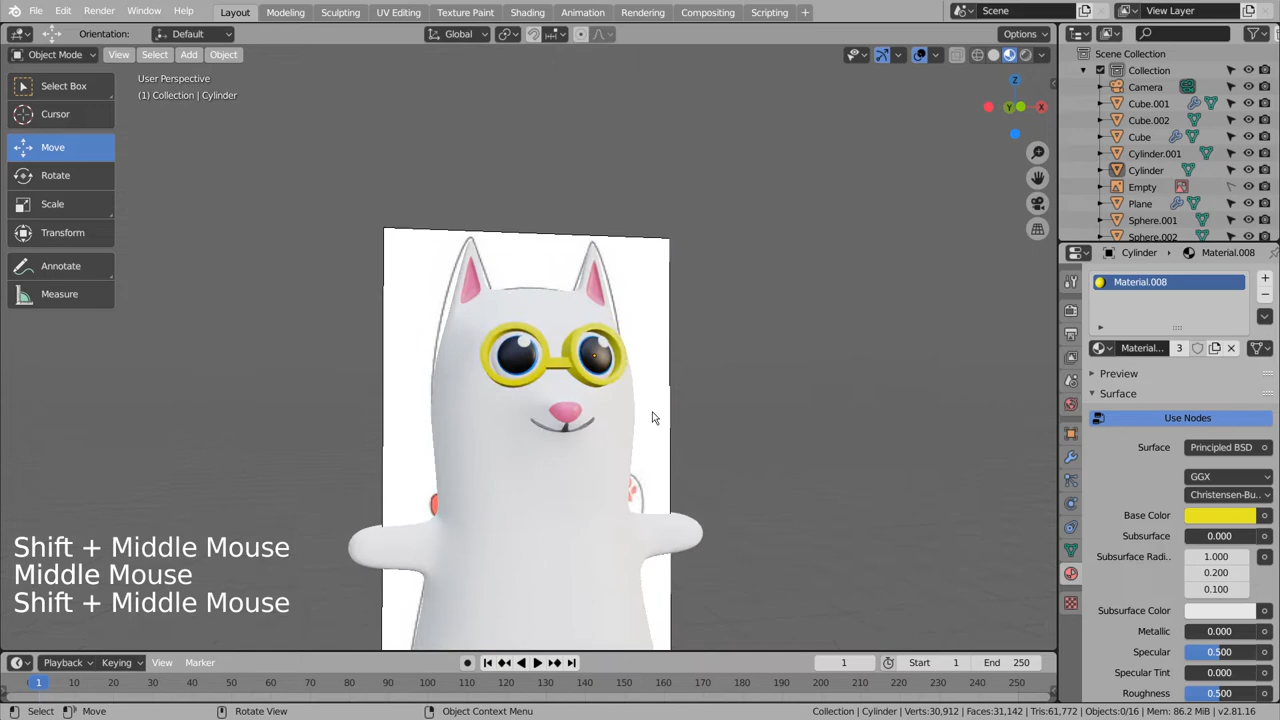 File Edit Render Window Help
Layout Modeling Sculpting UV Editing Texture Paint Shading Animation Rendering Compositing Scripting +
Scene
View Layer
Orientation: Default
Global
Options
Object Mode View Select Add Object
Select Box
Cursor
Move
Rotate
Scale
Transform
Annotate
Measure
User Perspective
(1) Collection | Cylinder
Z
Y
X
Shift + Middle Mouse
Middle Mouse
Shift + Middle Mouse
Scene Collection
Collection
Camera
Cube.001
Cube.002
Cube
Cylinder.001
Cylinder
Empty
Plane
Sphere.001
Sphere.002
Cylinder Material.008
Material.008
Material... 3
Preview
Surface
Use Nodes
Surface Principled BSD
GGX
Christensen-Bu..
Base Color
Subsurface 0.000
Subsurface Radi.. 1.000
0.200
0.100
Subsurface Color
Metallic 0.000
Specular 0.500
Specular Tint 0.000
Roughness 0.500
Playback Keying View Marker
1 Start 1 End 250
1 10 20 30 40 50 60 70 80 90 100 110 120 130 140 150 160 170 180 190 200 210 220 230 240 250
Select Move Rotate View Object Context Menu
Collection | Cylinder | Verts:30,912 | Faces:31,142 | Tris:61,772 | Objects:0/16 | Mem: 86.2 MiB | v2.81.16